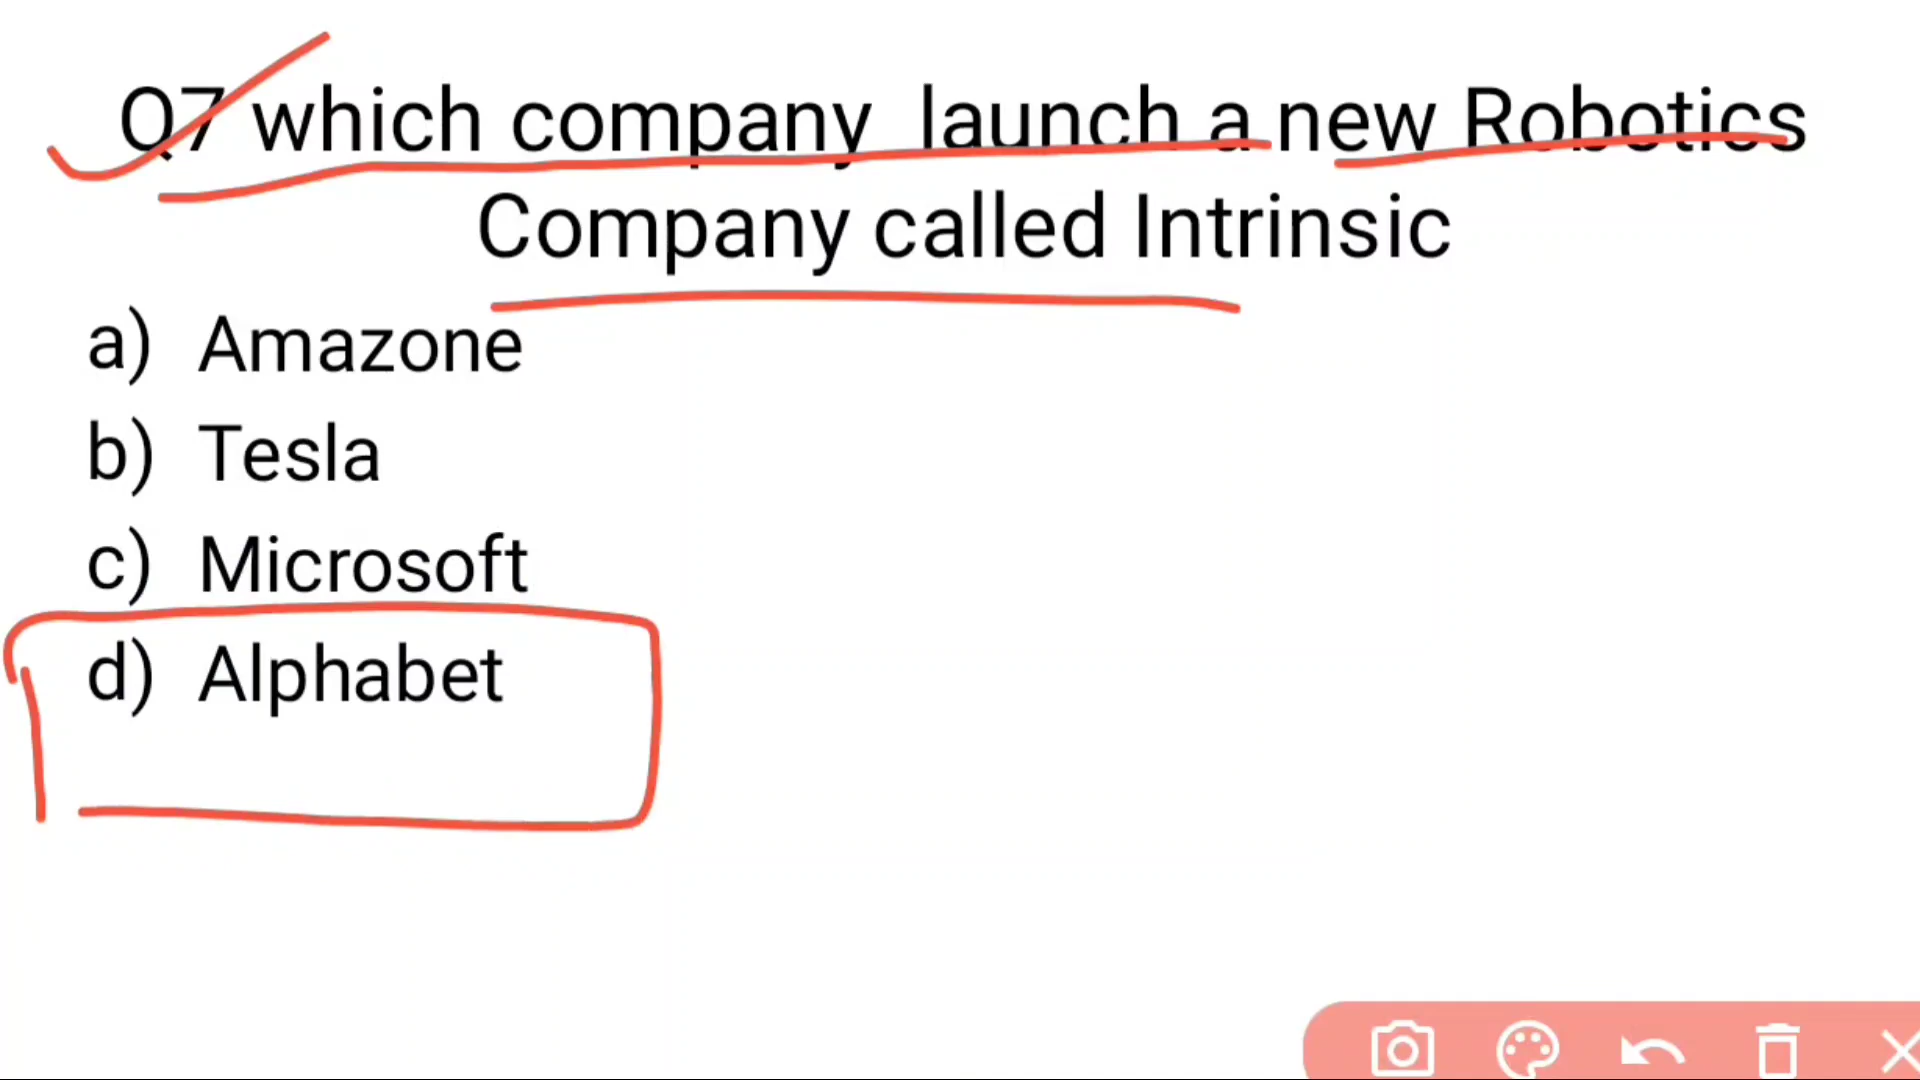 Q7 which company launch a new Robotics
Company called Intrinsic
a) Amazone
b) Tesla
c) Microsoft
d) Alphabet